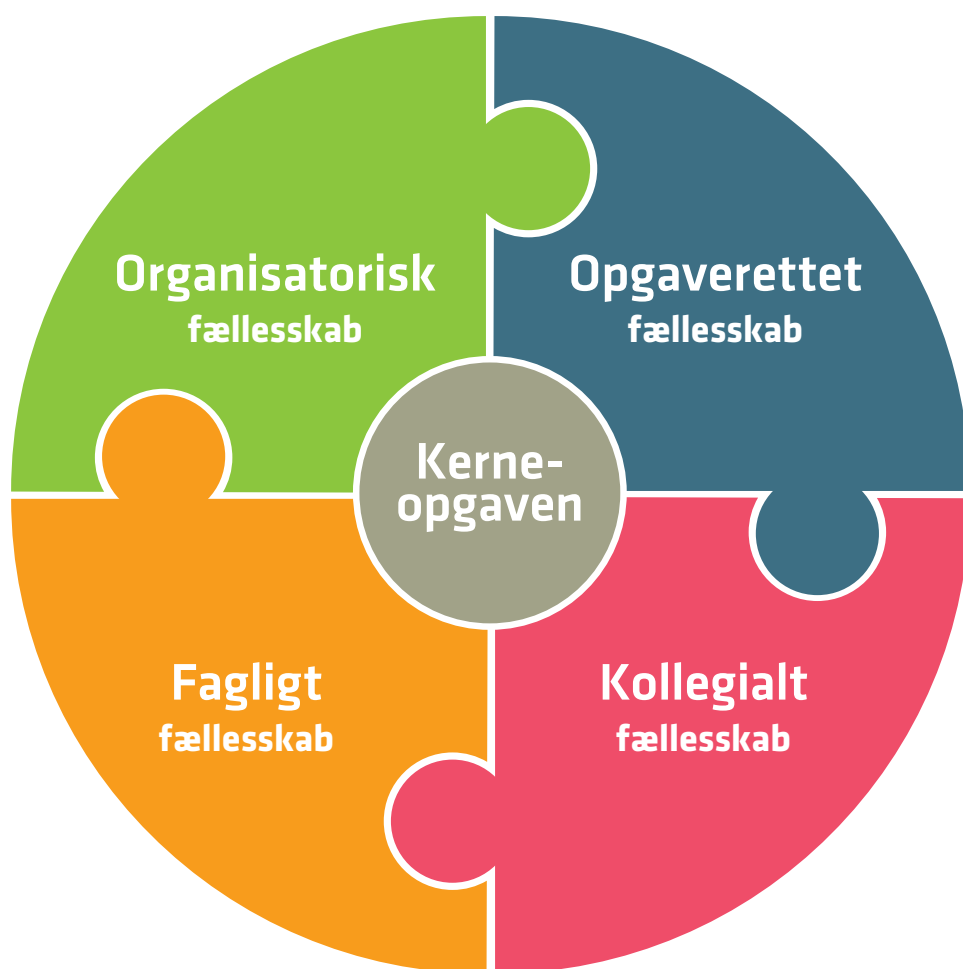 Organisatorisk
fællesskab
Opgaverettet
fællesskab
Kerne-
opgaven
Fagligt
fællesskab
Kollegialt
fællesskab